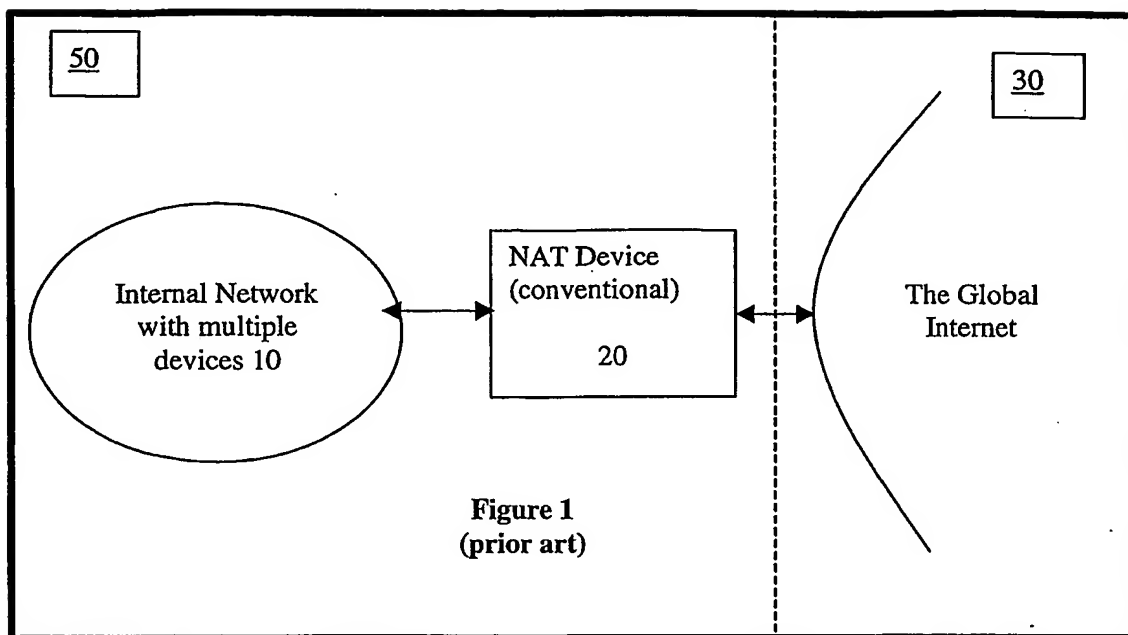 50
30
Internal Network
with multiple
devices 10
NAT Device
(conventional)
20
The Global
Internet
Figure 1
(prior art)